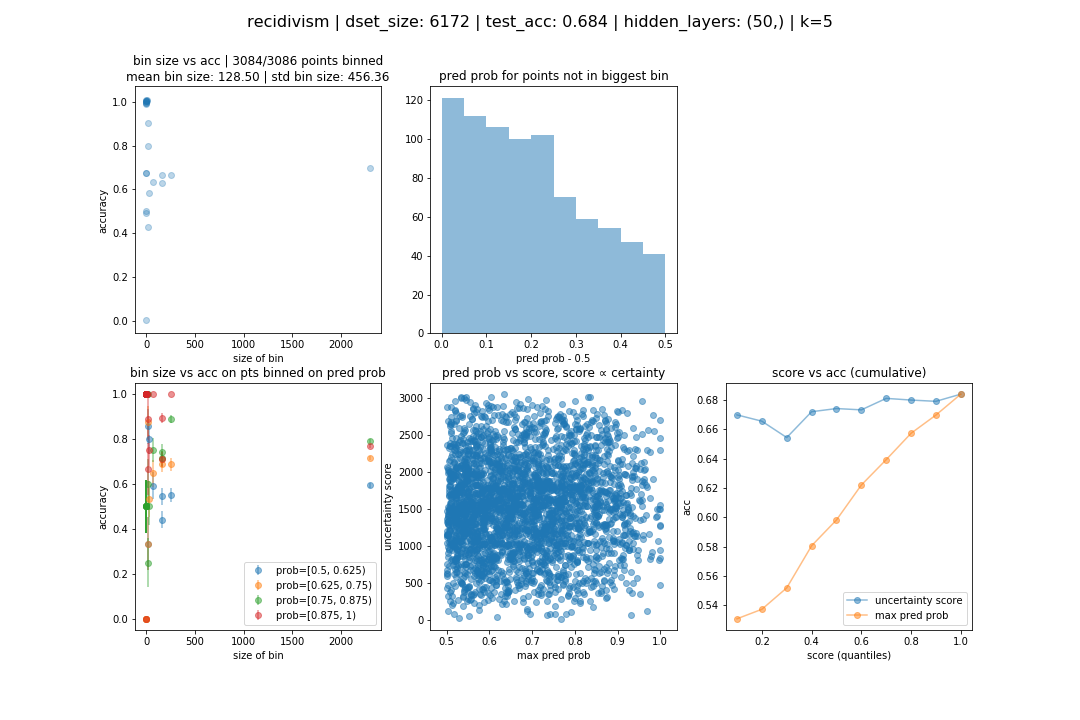 recidivism | dset_size: 6172 | test_acc: 0.684 | hidden_layers: (50,) | k=5
bin size vs acc | 3084/3086 points binned
mean bin size: 128.50 | std bin size: 456.36
1.0
0.8
0.6
0.4
0.2
0.0
accuracy
0
500
1000
1500
2000
size of bin
pred prob for points not in biggest bin
120
100
80
60
40
20
0
0.0
0.1
0.2
0.3
0.4
0.5
pred prob - 0.5
bin size vs acc on pts binned on pred prob
1.0
0.8
0.6
0.4
0.2
0.0
accuracy
prob=[0.5, 0.625)
prob=[0.625, 0.75)
prob=[0.75, 0.875)
prob=[0.875, 1)
0
500
1000
1500
2000
size of bin
pred prob vs score, score ∝ certainty
3000
2500
2000
1500
1000
500
0
uncertainty score
0.5
0.6
0.7
0.8
0.9
1.0
max pred prob
score vs acc (cumulative)
0.68
0.66
0.64
0.62
0.60
0.58
0.56
0.54
acc
uncertainty score
max pred prob
0.2
0.4
0.6
0.8
1.0
score (quantiles)